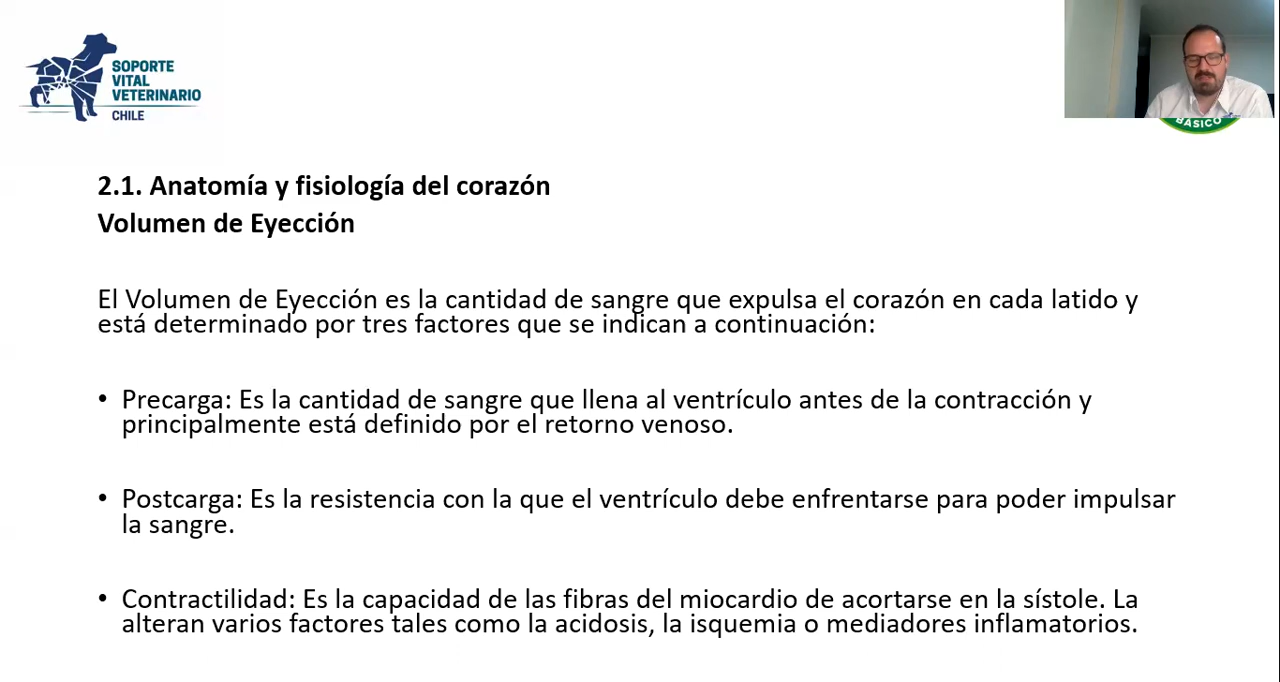 SOPORTE
VITAL
VETERINARIO
CHILE
BÁSICO
2.1. Anatomía y fisiología del corazón
Volumen de Eyección
El Volumen de Eyección es la cantidad de sangre que expulsa el corazón en cada latido y
está determinado por tres factores que se indican a continuación:
• Precarga: Es la cantidad de sangre que llena al ventrículo antes de la contracción y
principalmente está definido por el retorno venoso.
• Postcarga: Es la resistencia con la que el ventrículo debe enfrentarse para poder impulsar
la sangre.
• Contractilidad: Es la capacidad de las fibras del miocardio de acortarse en la sístole. La
alteran varios factores tales como la acidosis, la isquemia o mediadores inflamatorios.